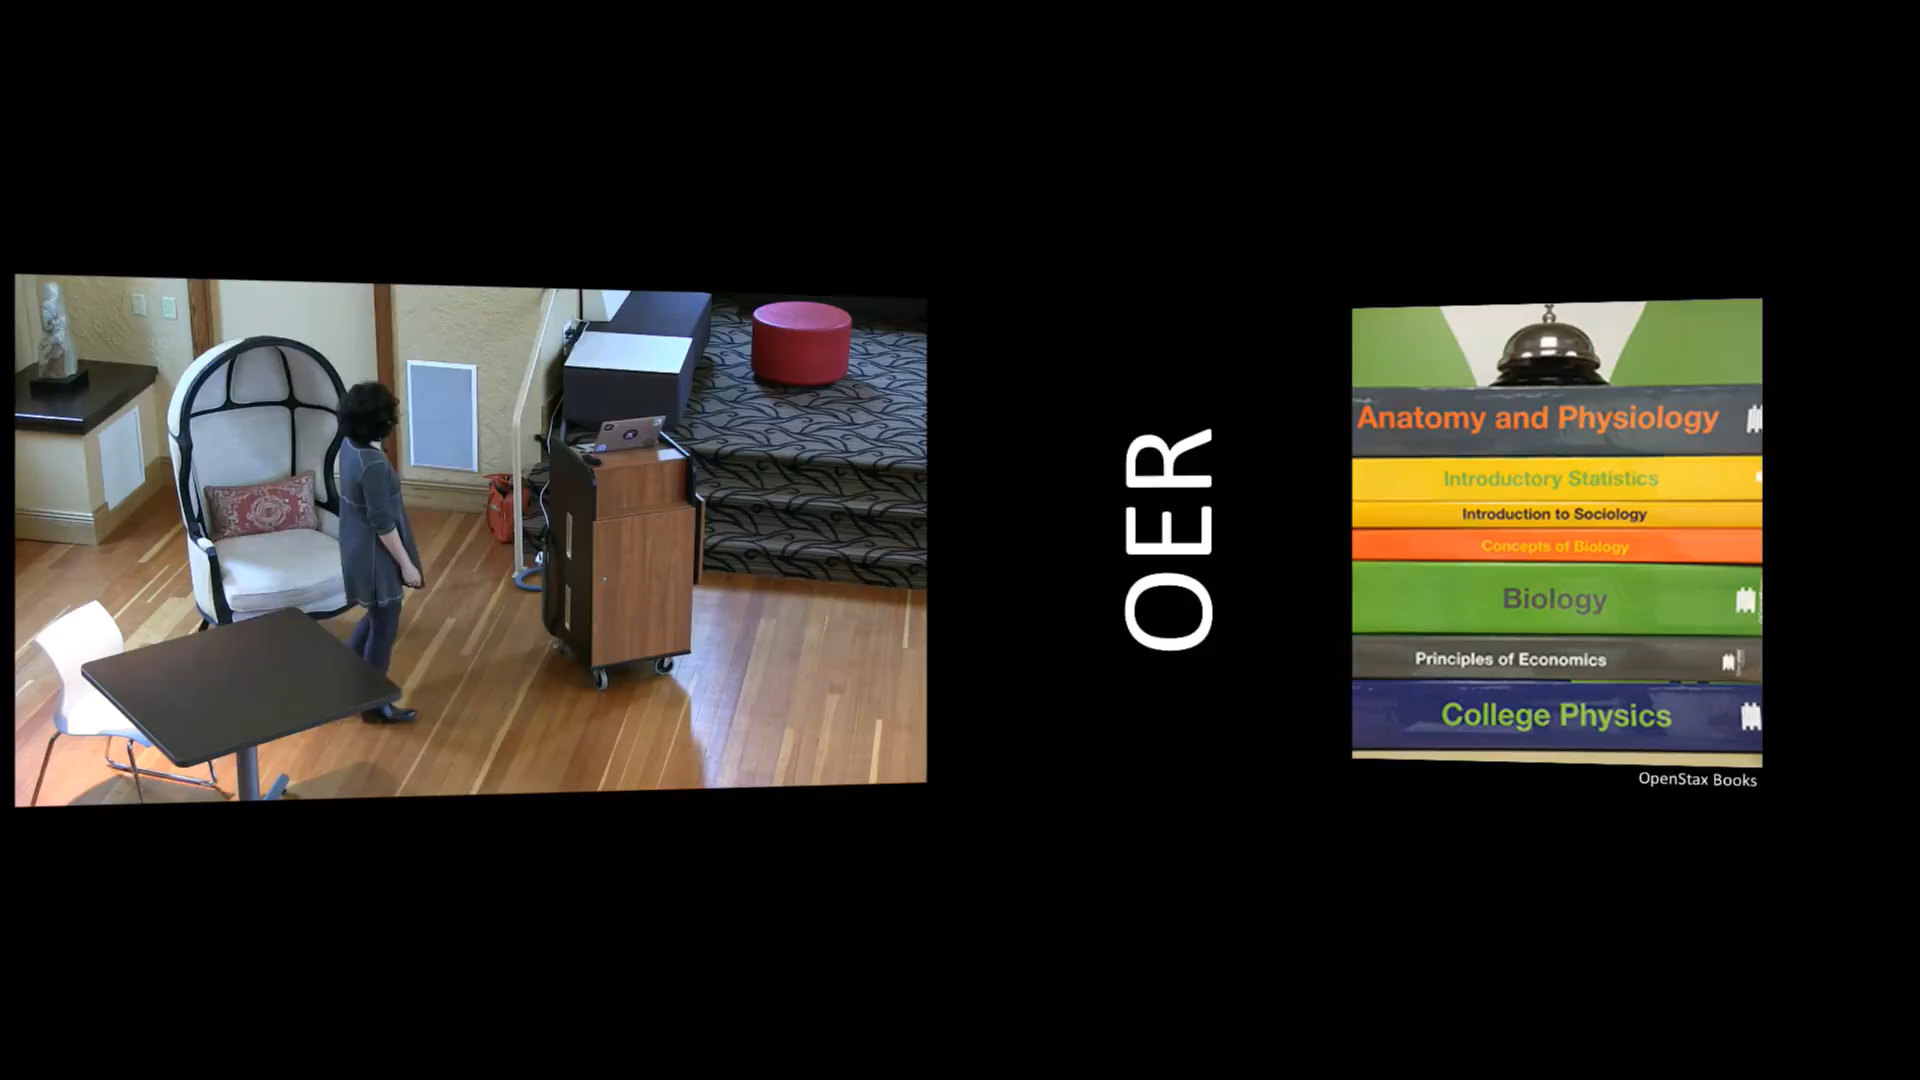 OER
Anatomy and Physiology
Introductory Statistics
Introduction to Sociology
Concepts of Biology
Biology
Principles of Economics
College Physics
OpenStax Books